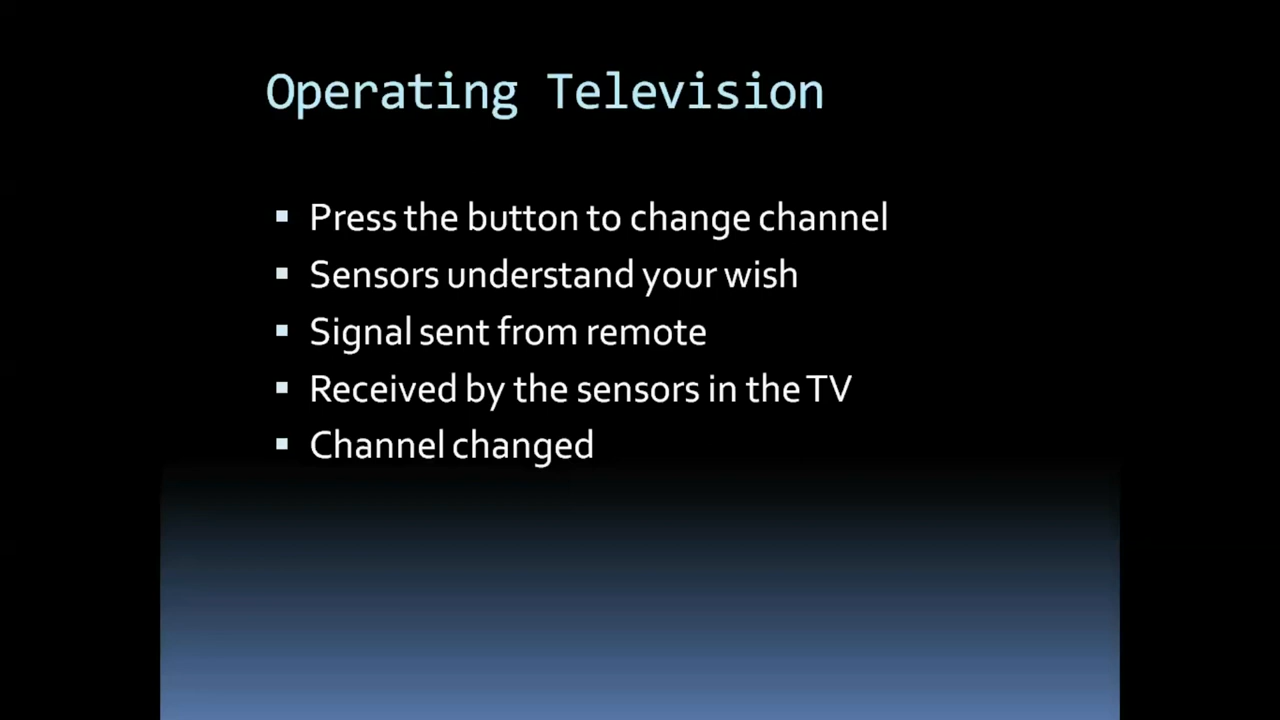 Operating Television
▪ Press the button to change channel
▪ Sensors understand your wish
▪ Signal sent from remote
▪ Received by the sensors in the TV
▪ Channel changed